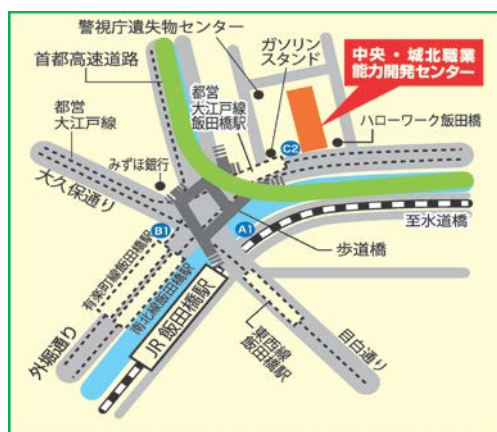 警視庁遺失物センター
首都高速道路
ガソリン
スタンド
中央・城北職業
能力開発センター
都営
大江戸線
飯田橋駅
都営
大江戸線
ハローワーク飯田橋
C2
みずほ銀行
大久保通り
至水道橋
B1
A1
歩道橋
有楽町線飯田橋駅
南北線飯田橋駅
JR 飯田橋駅
外堀通り
東西線
飯田橋駅
目白通り